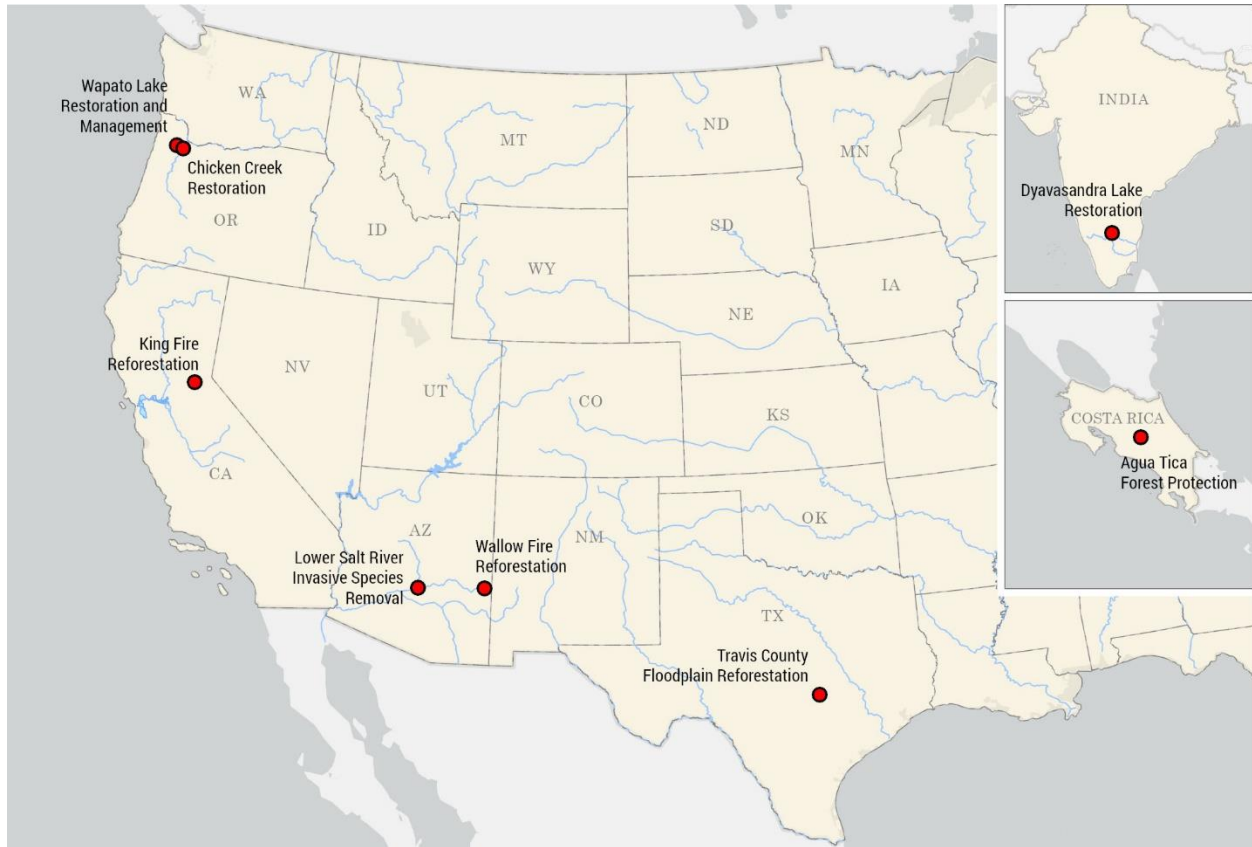 Wapato Lake
Restoration and
Management
WA
Chicken Creek
Restoration
OR
ID
MT
ND
MN
SD
WY
IA
NE
King Fire
Reforestation
NV
UT
CO
KS
CA
AZ
NM
OK
Lower Salt River
Invasive Species
Removal
Wallow Fire
Reforestation
TX
Travis County
Floodplain Reforestation
INDIA
Dyavasandra Lake
Restoration
COSTA RICA
Agua Tica
Forest Protection